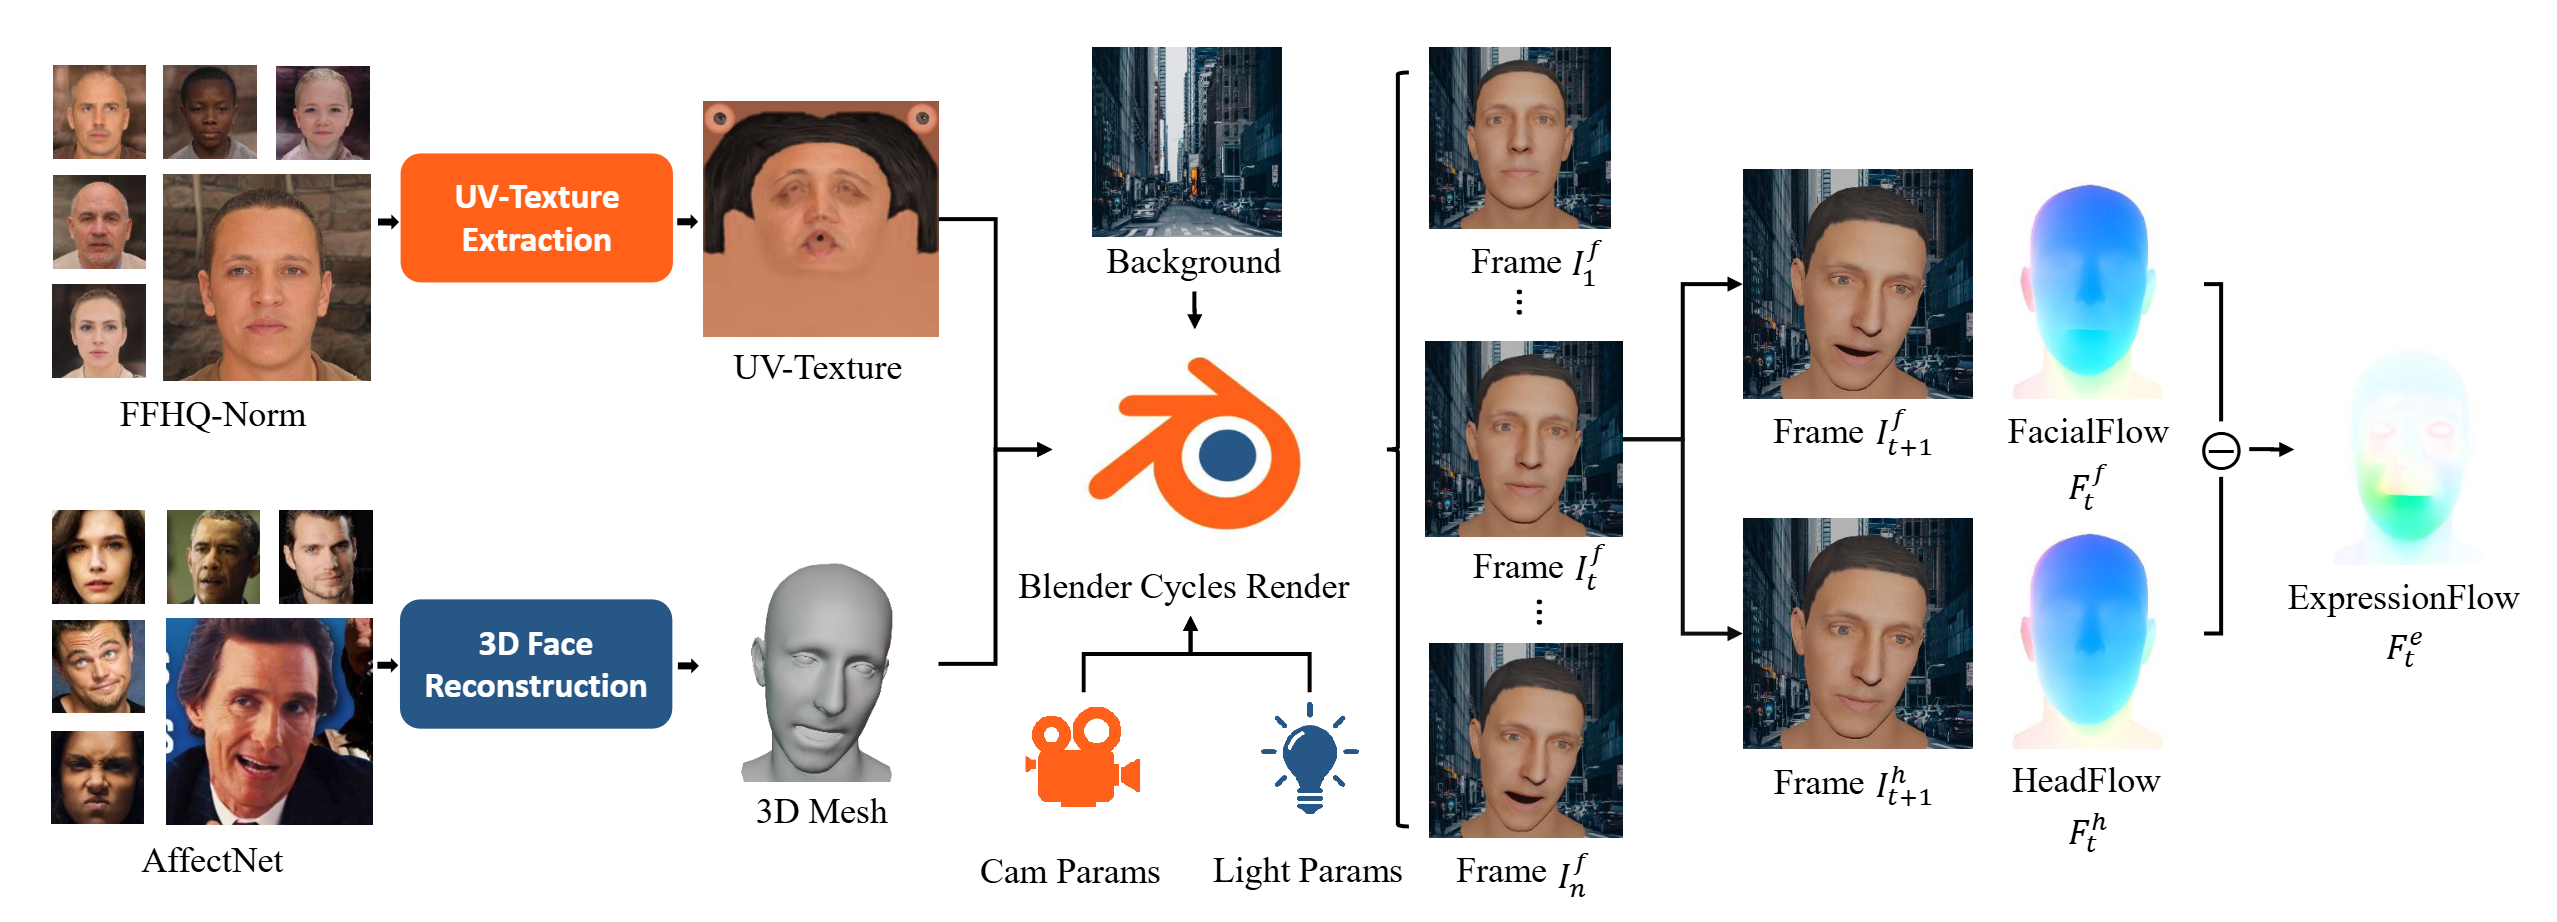 FFHQ-Norm
UV-Texture
Extraction
UV-Texture
AffectNet
3D Face
Reconstruction
3D Mesh
Background
Blender Cycles Render
Cam Params
Light Params
Frame $I_1^f$
⋮
Frame $I_t^f$
⋮
Frame $I_n^f$
Frame $I_{t+1}^f$
FacialFlow
$F_t^f$
Frame $I_{t+1}^h$
HeadFlow
$F_t^h$
ExpressionFlow
$F_t^e$